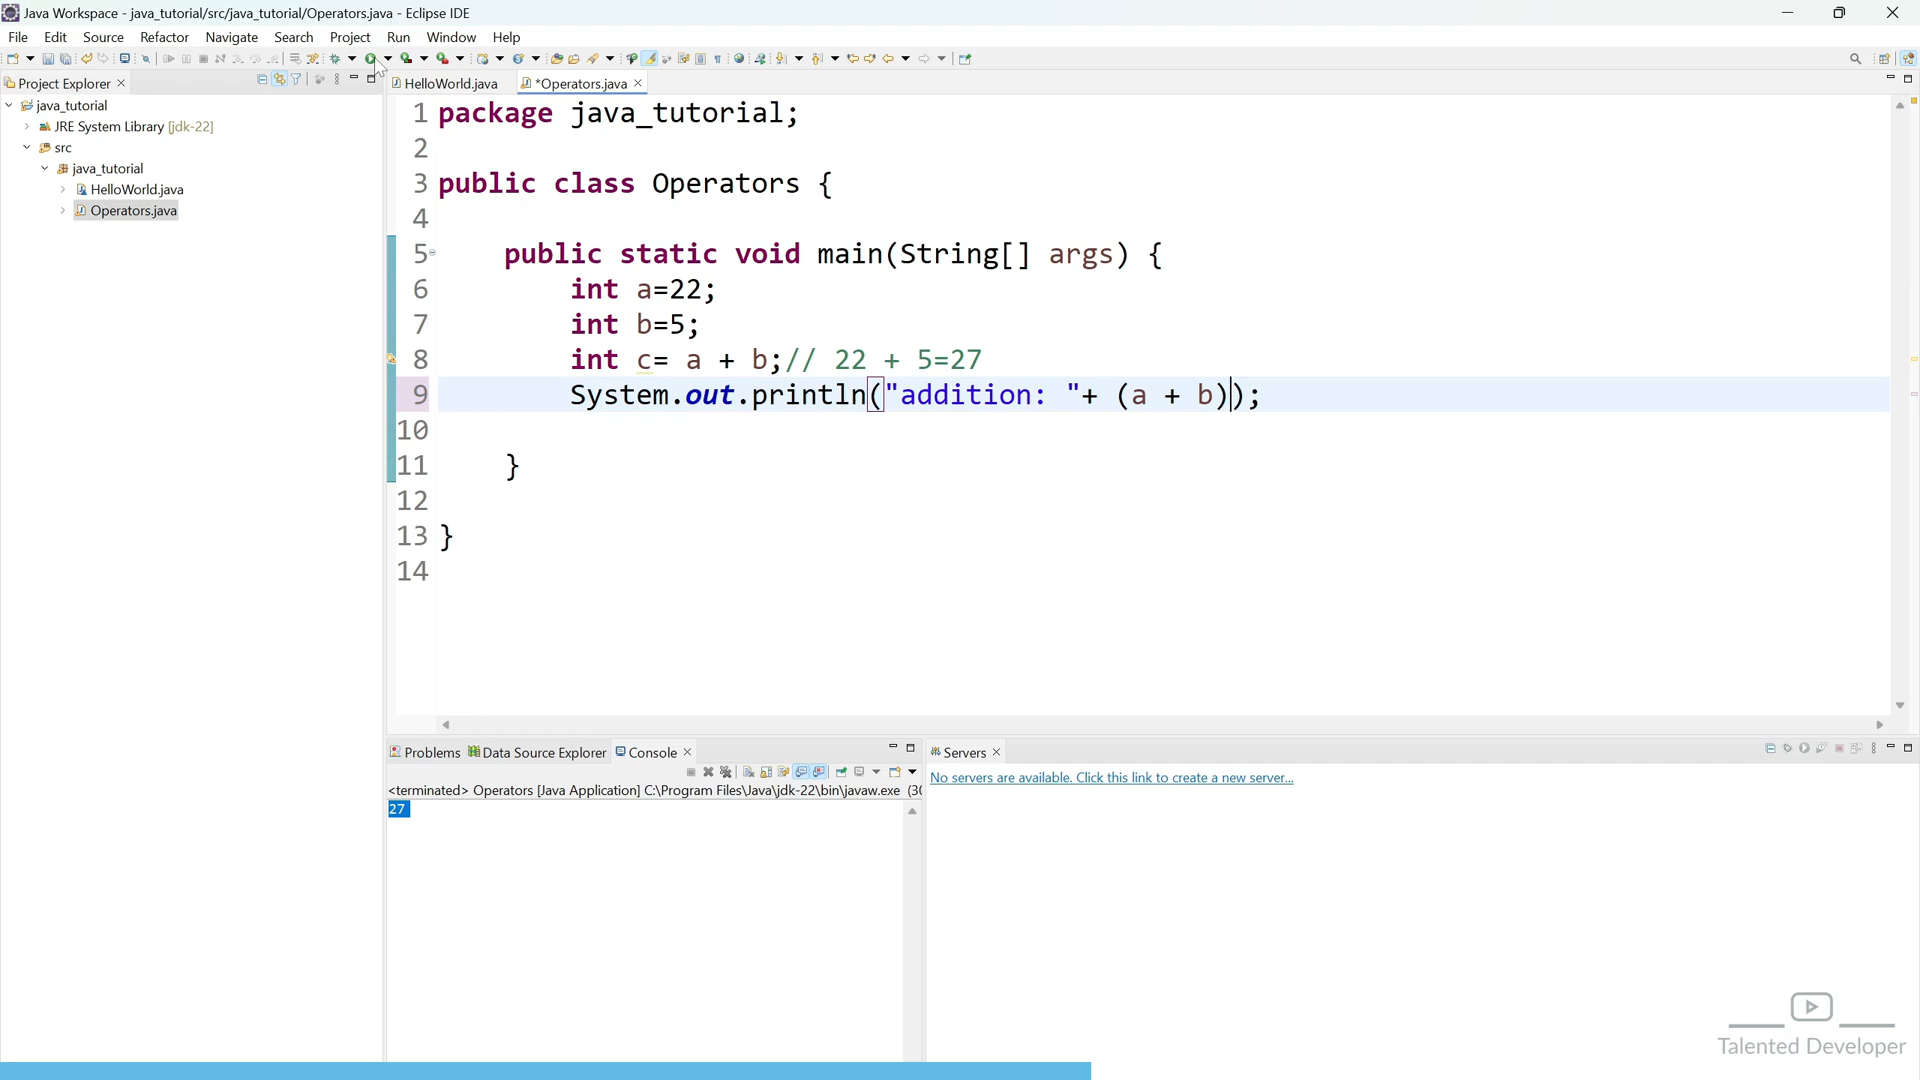 Java Workspace - java_tutorial/src/java_tutorial/Operators.java - Eclipse IDE
File Edit Source Refactor Navigate Search Project Run Window Help
Project Explorer
HelloWorld.java *Operators.java
java_tutorial
JRE System Library [jdk-22]
src
java_tutorial
HelloWorld.java
Operators.java
1 package java_tutorial;
2
3 public class Operators {
4
5 public static void main(String[] args) {
6 int a=22;
7 int b=5;
8 int c= a + b;// 22 + 5=27
9 System.out.println("addition: "+ (a + b));
10
11 }
12
13 }
14
Problems Data Source Explorer Console
<terminated> Operators [Java Application] C:\Program Files\Java\jdk-22\bin\javaw.exe (30
27
Servers
No servers are available. Click this link to create a new server...
Talented Developer